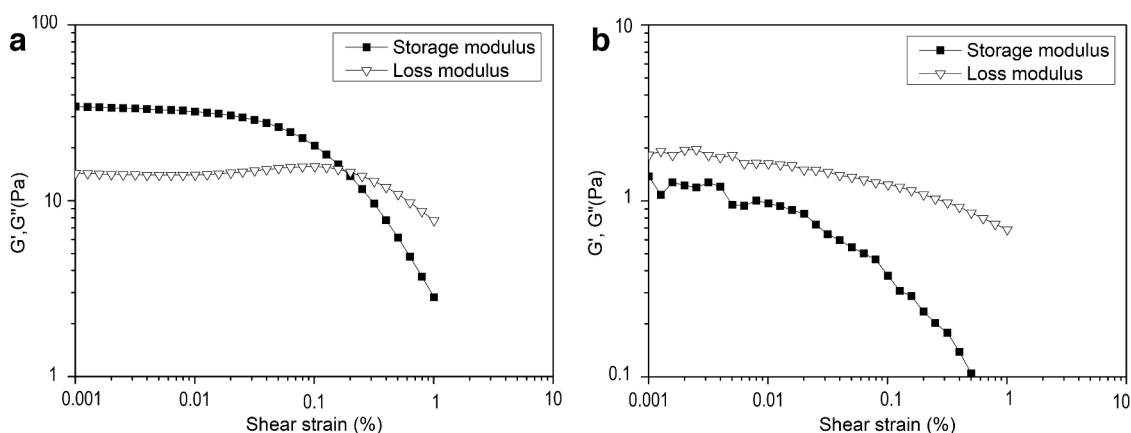 a
100
10
1
G',G"(Pa)
Storage modulus
Loss modulus
0.001
0.01
0.1
1
10
Shear strain (%)
b
10
1
0.1
G', G"(Pa)
Storage modulus
Loss modulus
0.001
0.01
0.1
1
10
Shear strain (%)